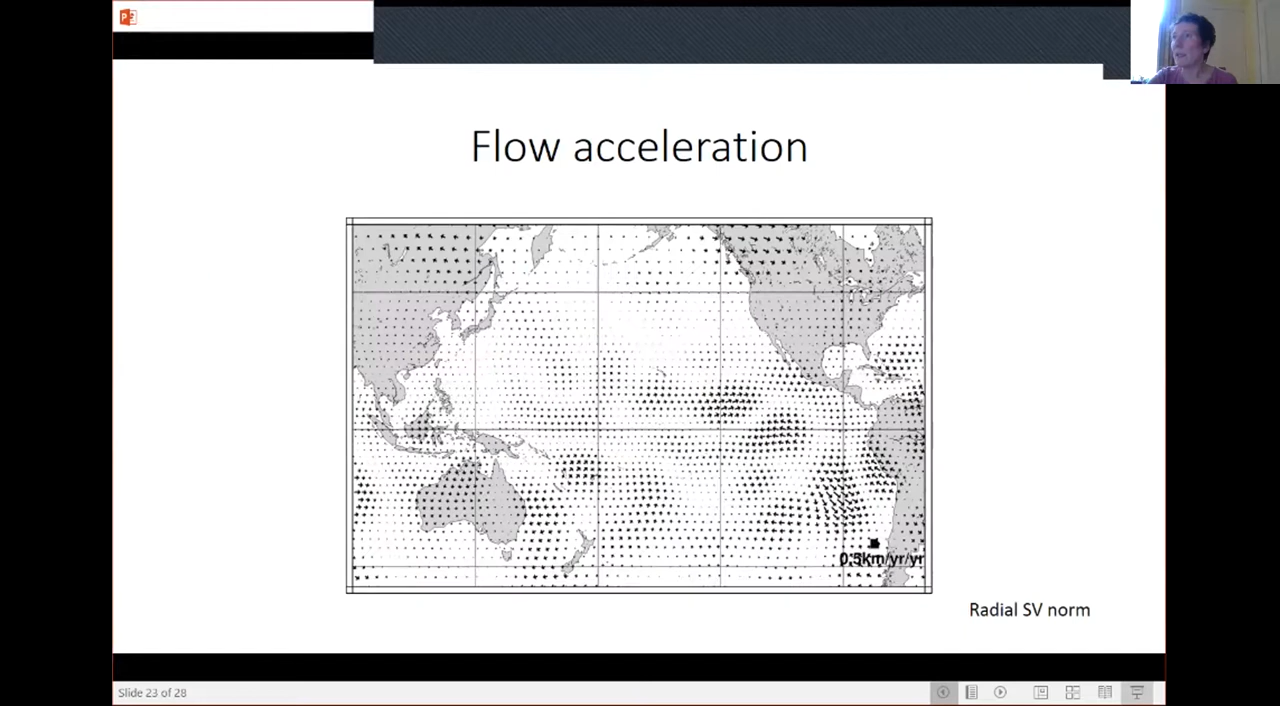 Flow acceleration
0.5km/yr/yr
Radial SV norm
Slide 23 of 28